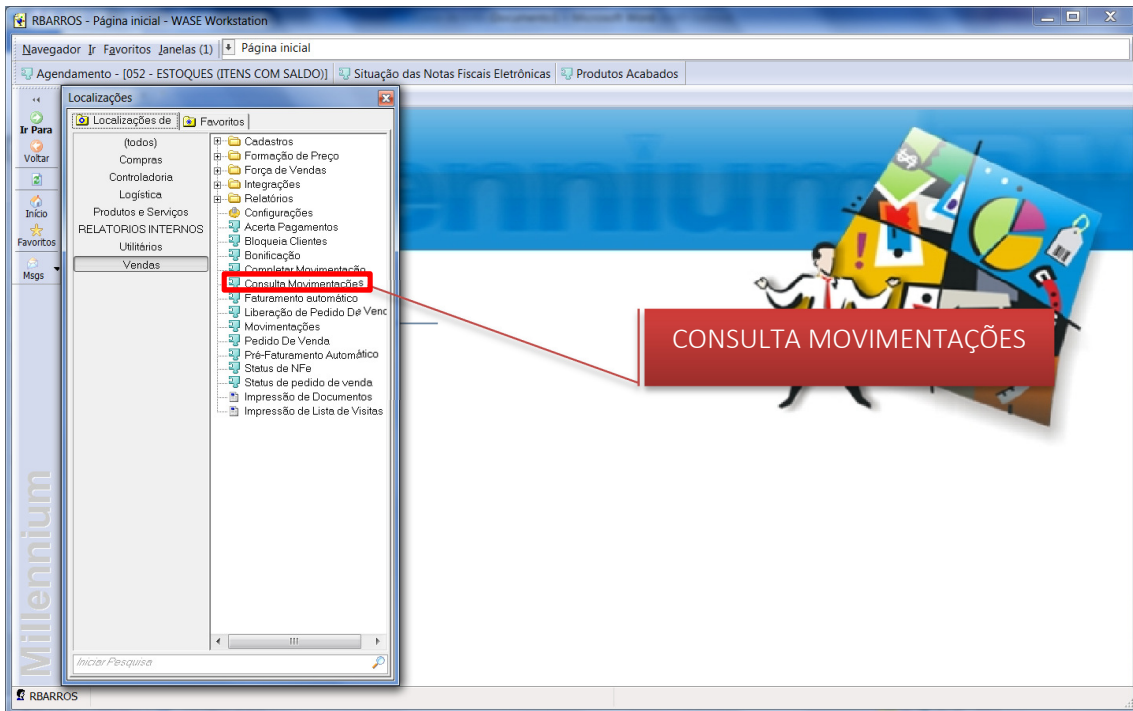 RBARROS - Página inicial - WASE Workstation
Navegador Ir Favoritos Janelas (1) Página inicial
Agendamento - [052 - ESTOQUES (ITENS COM SALDO)] Situação das Notas Fiscais Eletrônicas Produtos Acabados
Ir Para
Voltar
Início
Favoritos
Msgs
Millennium
Localizações
Localizações de Favoritos
(todos)
Compras
Controladoria
Logística
Produtos e Serviços
RELATORIOS INTERNOS
Utilitários
Vendas
Cadastros
Formação de Preço
Força de Vendas
Integrações
Relatórios
Configurações
Acerta Pagamentos
Bloqueia Clientes
Bonificação
Completar Movimentação
Consulta Movimentações
Faturamento automático
Liberação de Pedido De Venc
Movimentações
Pedido De Venda
Pré-Faturamento Automático
Status de NFe
Status de pedido de venda
Impressão de Documentos
Impressão de Lista de Visitas
Iniciar Pesquisa
CONSULTA MOVIMENTAÇÕES
RBARROS